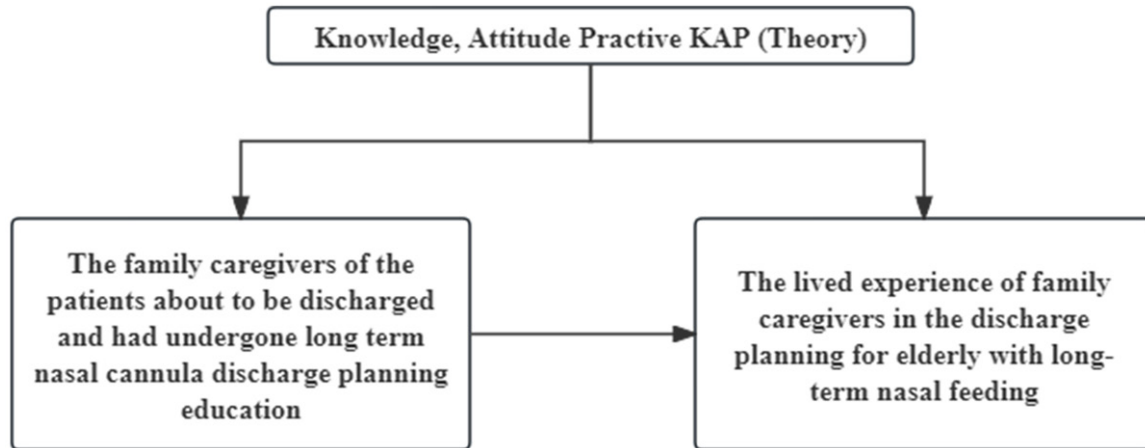 Knowledge, Attitude Practive KAP (Theory)
The family caregivers of the
patients about to be discharged
and had undergone long term
nasal cannula discharge planning
education
The lived experience of family
caregivers in the discharge
planning for elderly with long-
term nasal feeding